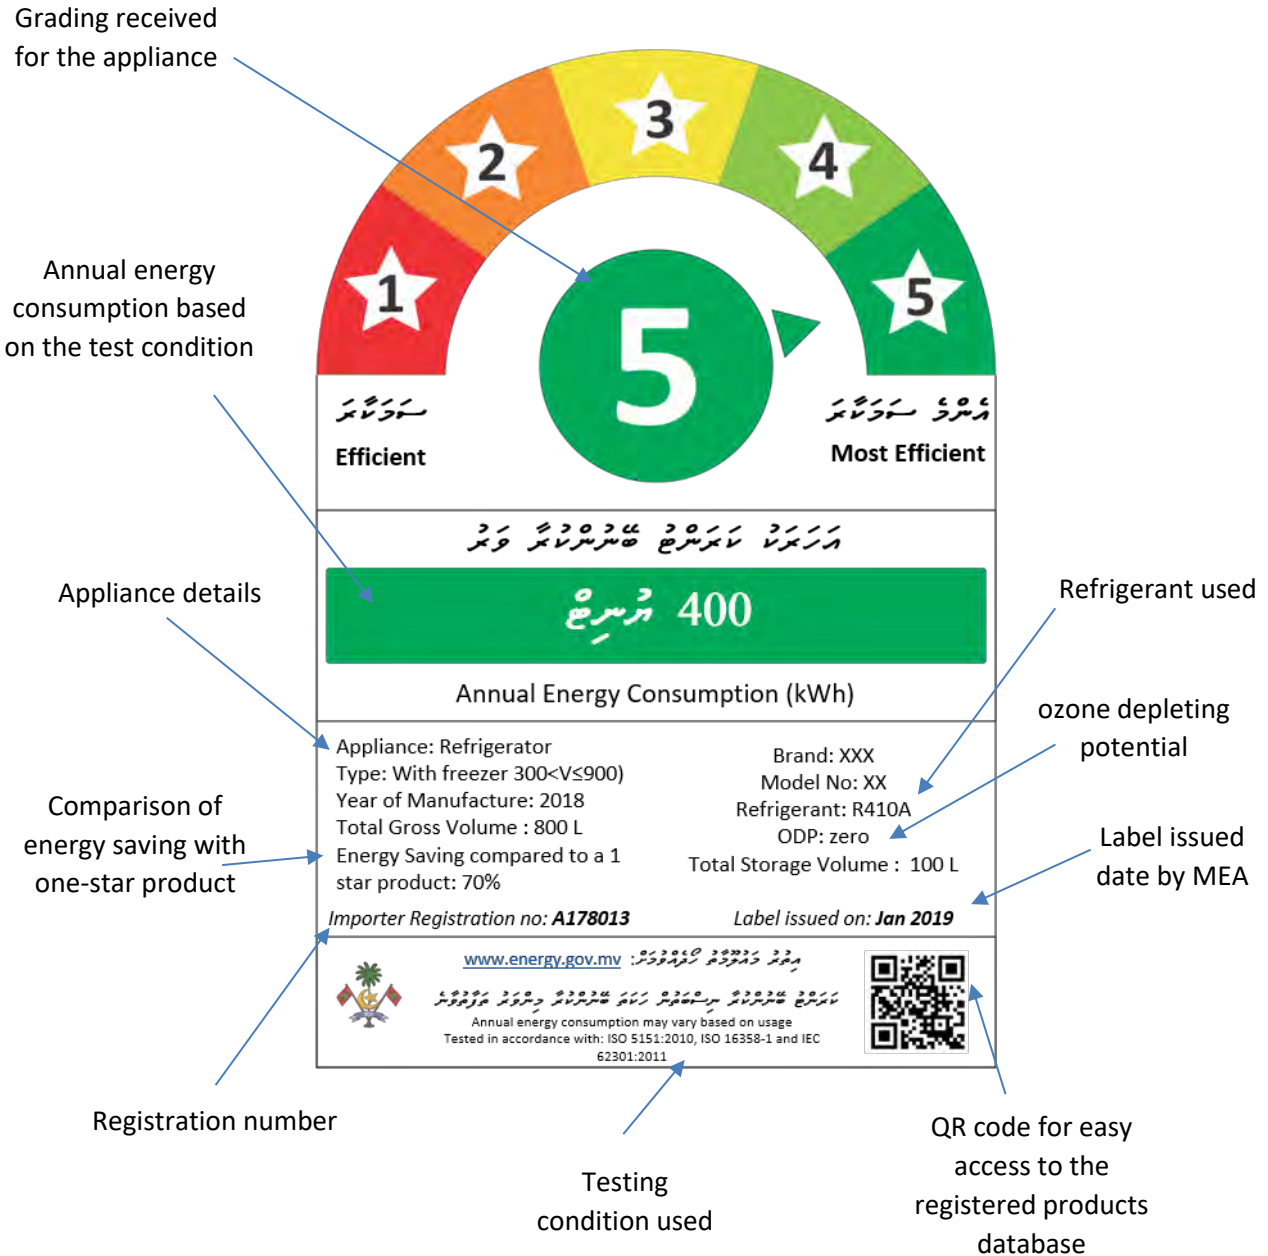 Grading received
for the appliance
1
2
3
4
5
5
Annual energy
consumption based
on the test condition
ސަމަކާރަ
Efficient
އެންމެ ސަމަކާރަ
Most Efficient
އަހަރަކު ކަރަންޓު ބޭނުންކުރާ ވަރު
400 ޔުނިޓް
Annual Energy Consumption (kWh)
Appliance details
Refrigerant used
ozone depleting
potential
Appliance: Refrigerator
Type: With freezer 300<V≤900)
Year of Manufacture: 2018
Total Gross Volume : 800 L
Energy Saving compared to a 1
star product: 70%
Brand: XXX
Model No: XX
Refrigerant: R410A
ODP: zero
Total Storage Volume : 100 L
Comparison of
energy saving with
one-star product
Label issued
date by MEA
Importer Registration no: A178013
Label issued on: Jan 2019
އިތުރު މައުލޫމާތު ހޯދެއްވުމަށް: www.energy.gov.mv
ކަރަންޓު ބޭނުންކުރާ ނިސްބަތުން ހަކަތަ ބޭނުންކުރާ މިންވަރު ތަފާތުވާނެ
Annual energy consumption may vary based on usage
Tested in accordance with: ISO 5151:2010, ISO 16358-1 and IEC
62301:2011
Registration number
Testing
condition used
QR code for easy
access to the
registered products
database